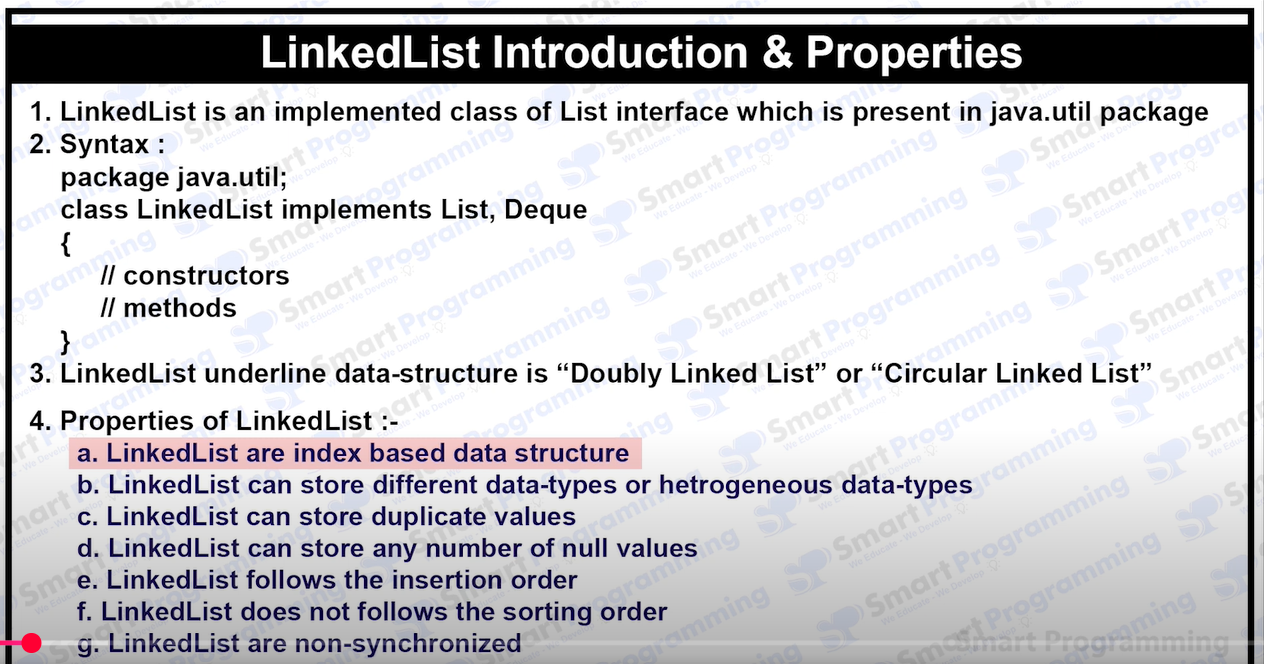 LinkedList Introduction & Properties
1. LinkedList is an implemented class of List interface which is present in java.util package
2. Syntax :
package java.util;
class LinkedList implements List, Deque
{
// constructors
// methods
}
3. LinkedList underline data-structure is “Doubly Linked List” or “Circular Linked List”
4. Properties of LinkedList :-
a. LinkedList are index based data structure
b. LinkedList can store different data-types or hetrogeneous data-types
c. LinkedList can store duplicate values
d. LinkedList can store any number of null values
e. LinkedList follows the insertion order
f. LinkedList does not follows the sorting order
g. LinkedList are non-synchronized
Smart Programming